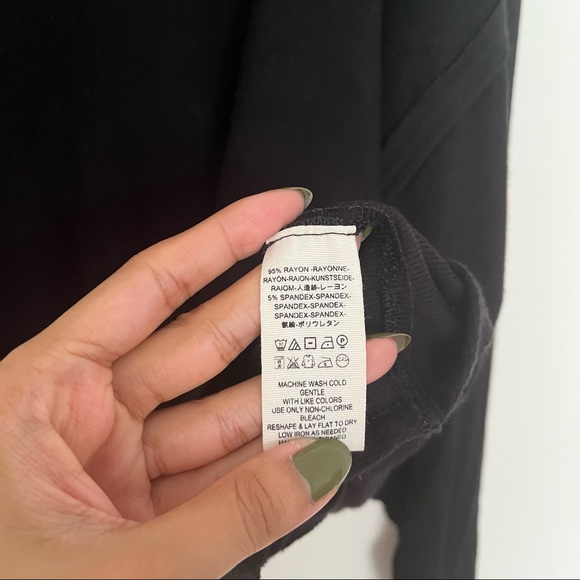 95% RAYON -RAYONNE-
RAYÓN-RAION-KUNSTSEIDE-
RAIOM-人造絲-レーヨン
5% SPANDEX-SPANDEX-
SPANDEX-SPANDEX-
SPANDEX-SPANDEX-
氨綸-ポリウレタン
MACHINE WASH COLD
GENTLE
WITH LIKE COLORS
USE ONLY NON-CHLORINE
BLEACH
RESHAPE & LAY FLAT TO DRY
LOW IRON AS NEEDED